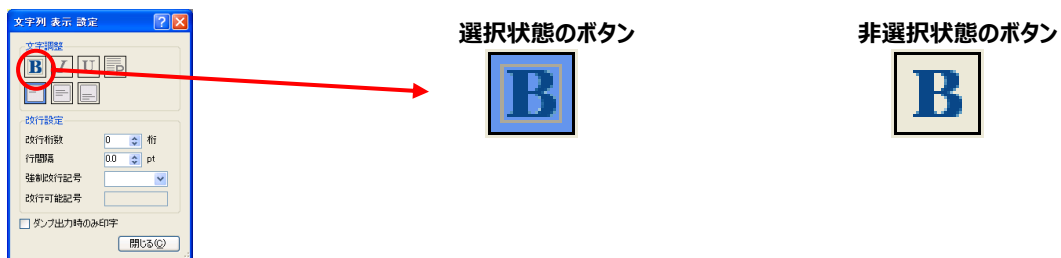 文字列 表示 設定
文字調整
B I U P
改行設定
改行桁数 0 桁
行間隔 0.0 pt
強制改行記号
改行可能記号
ダンプ出力時のみ印字
閉じる(C)
選択状態のボタン
B
非選択状態のボタン
B